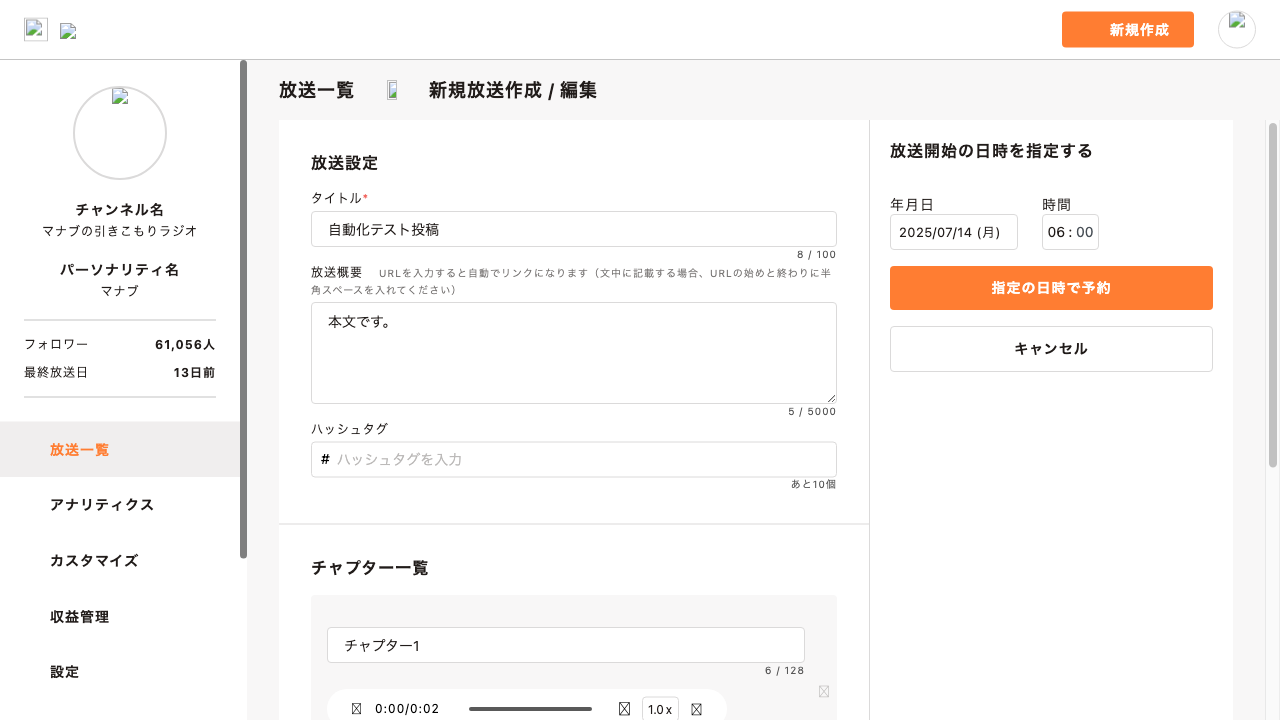 新規作成
チャンネル名
マナブの引きこもりラジオ
パーソナリティ名
マナブ
フォロワー 61,056人
最終放送日 13日前
放送一覧
アナリティクス
カスタマイズ
収益管理
設定
放送一覧 新規放送作成 / 編集
放送設定
タイトル*
自動化テスト投稿
8 / 100
放送概要 URLを入力すると自動でリンクになります（文中に記載する場合、URLの始めと終わりに半
角スペースを入れてください）
本文です。
5 / 5000
ハッシュタグ
# ハッシュタグを入力
あと10個
チャプター一覧
チャプター1
6 / 128
0:00/0:02 1.0x
放送開始の日時を指定する
年月日 時間
2025/07/14 (月) 06 : 00
指定の日時で予約
キャンセル